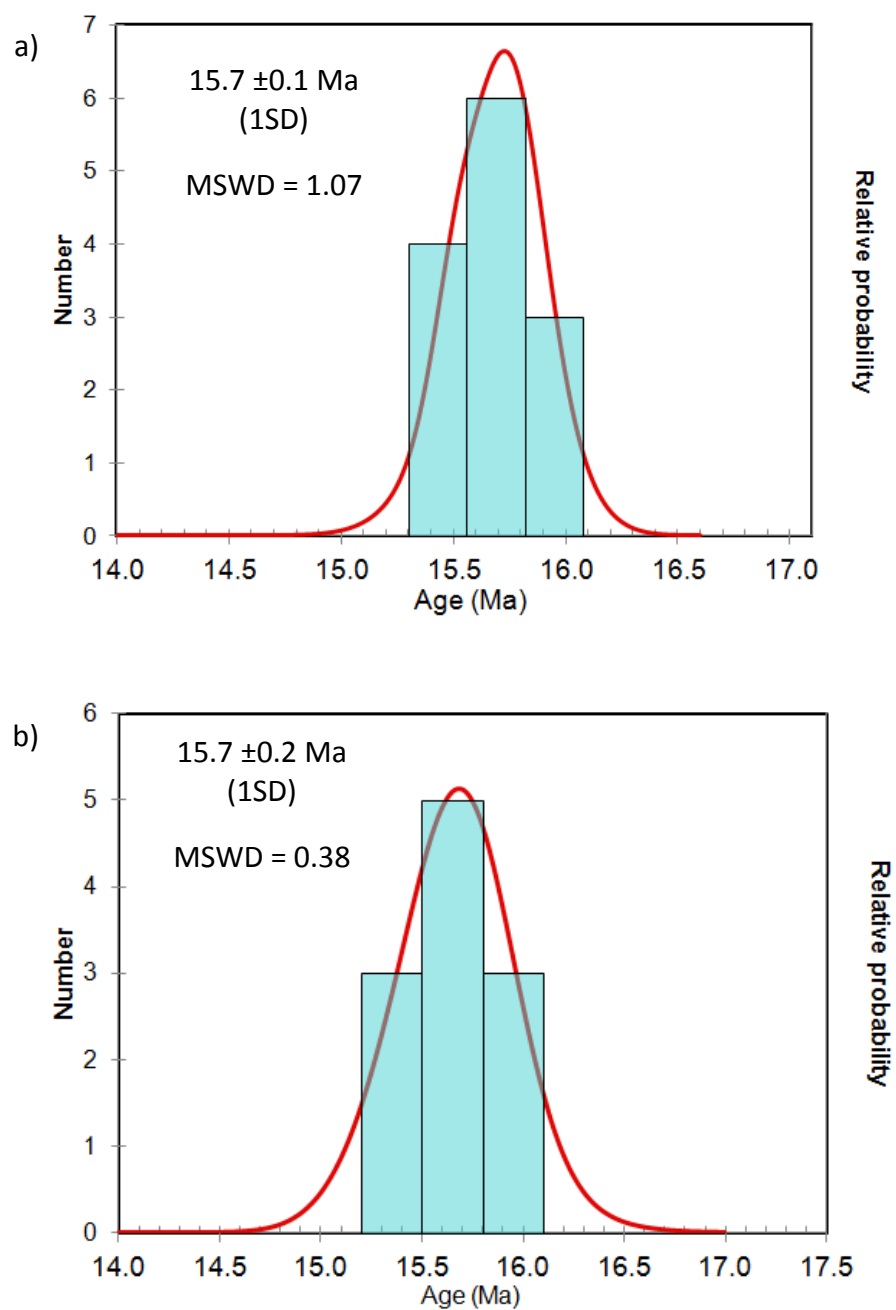 a)
15.7 ±0.1 Ma
(1SD)
MSWD = 1.07
Number
7
6
5
4
3
2
1
0
14.0 14.5 15.0 15.5 16.0 16.5 17.0
Age (Ma)
Relative probability
b)
15.7 ±0.2 Ma
(1SD)
MSWD = 0.38
Number
6
5
4
3
2
1
0
14.0 14.5 15.0 15.5 16.0 16.5 17.0 17.5
Age (Ma)
Relative probability